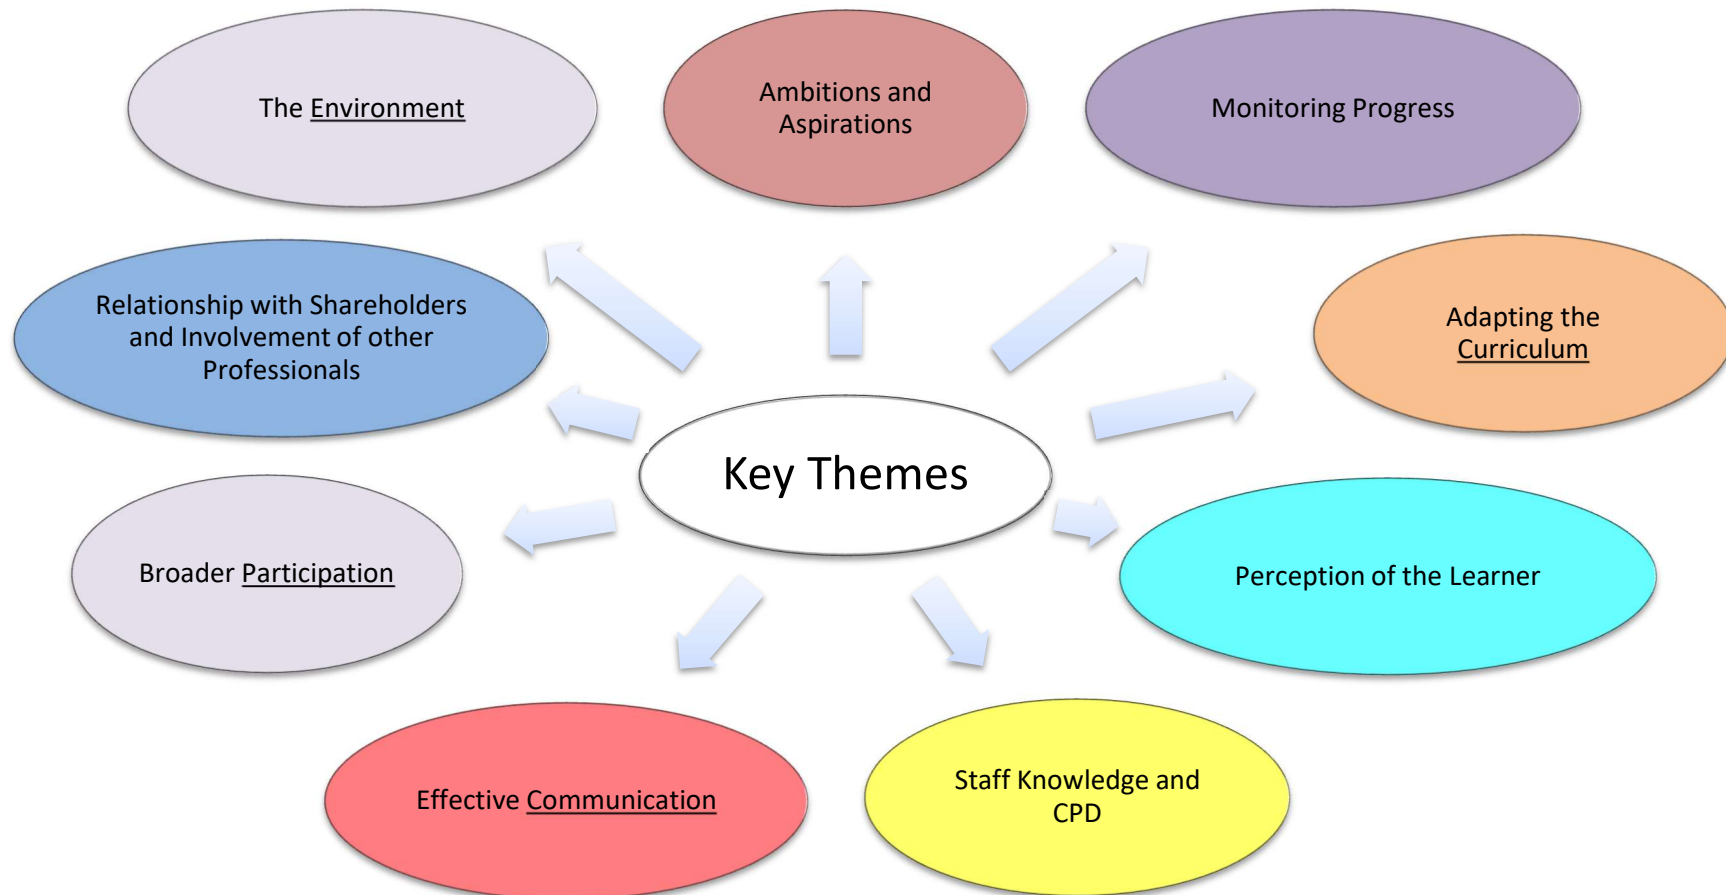 The Environment
Ambitions and
Aspirations
Monitoring Progress
Relationship with Shareholders
and Involvement of other
Professionals
Adapting the
Curriculum
Key Themes
Broader Participation
Perception of the Learner
Effective Communication
Staff Knowledge and
CPD